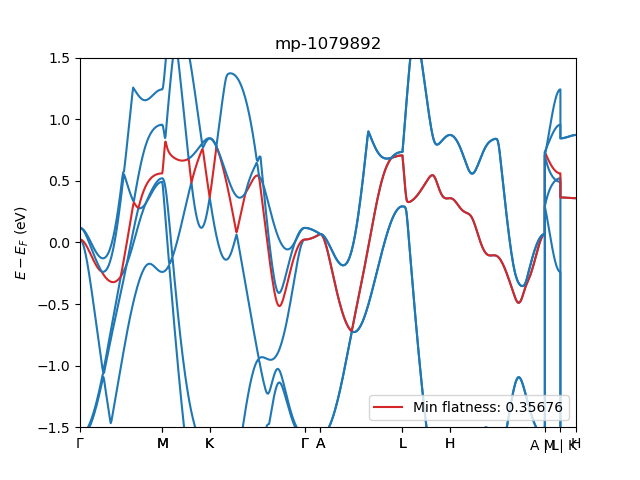 mp-1079892
E − E_F (eV)
1.5
1.0
0.5
0.0
−0.5
−1.0
−1.5
Min flatness: 0.35676
Γ M K Γ A L H A | L | H
M K